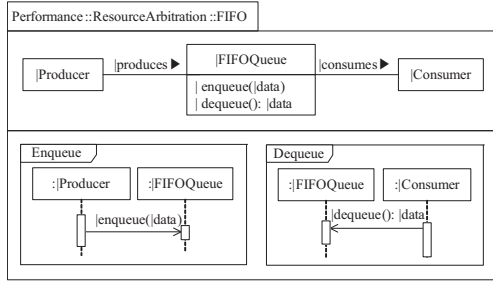 Performance::ResourceArbitration::FIFO
|Producer
|produces▶
|FIFOQueue
| enqueue(|data)
| dequeue(): |data
|consumes▶
|Consumer
Enqueue
:|Producer
:|FIFOQueue
|enqueue(|data)
Dequeue
:|FIFOQueue
:|Consumer
|dequeue(): |data